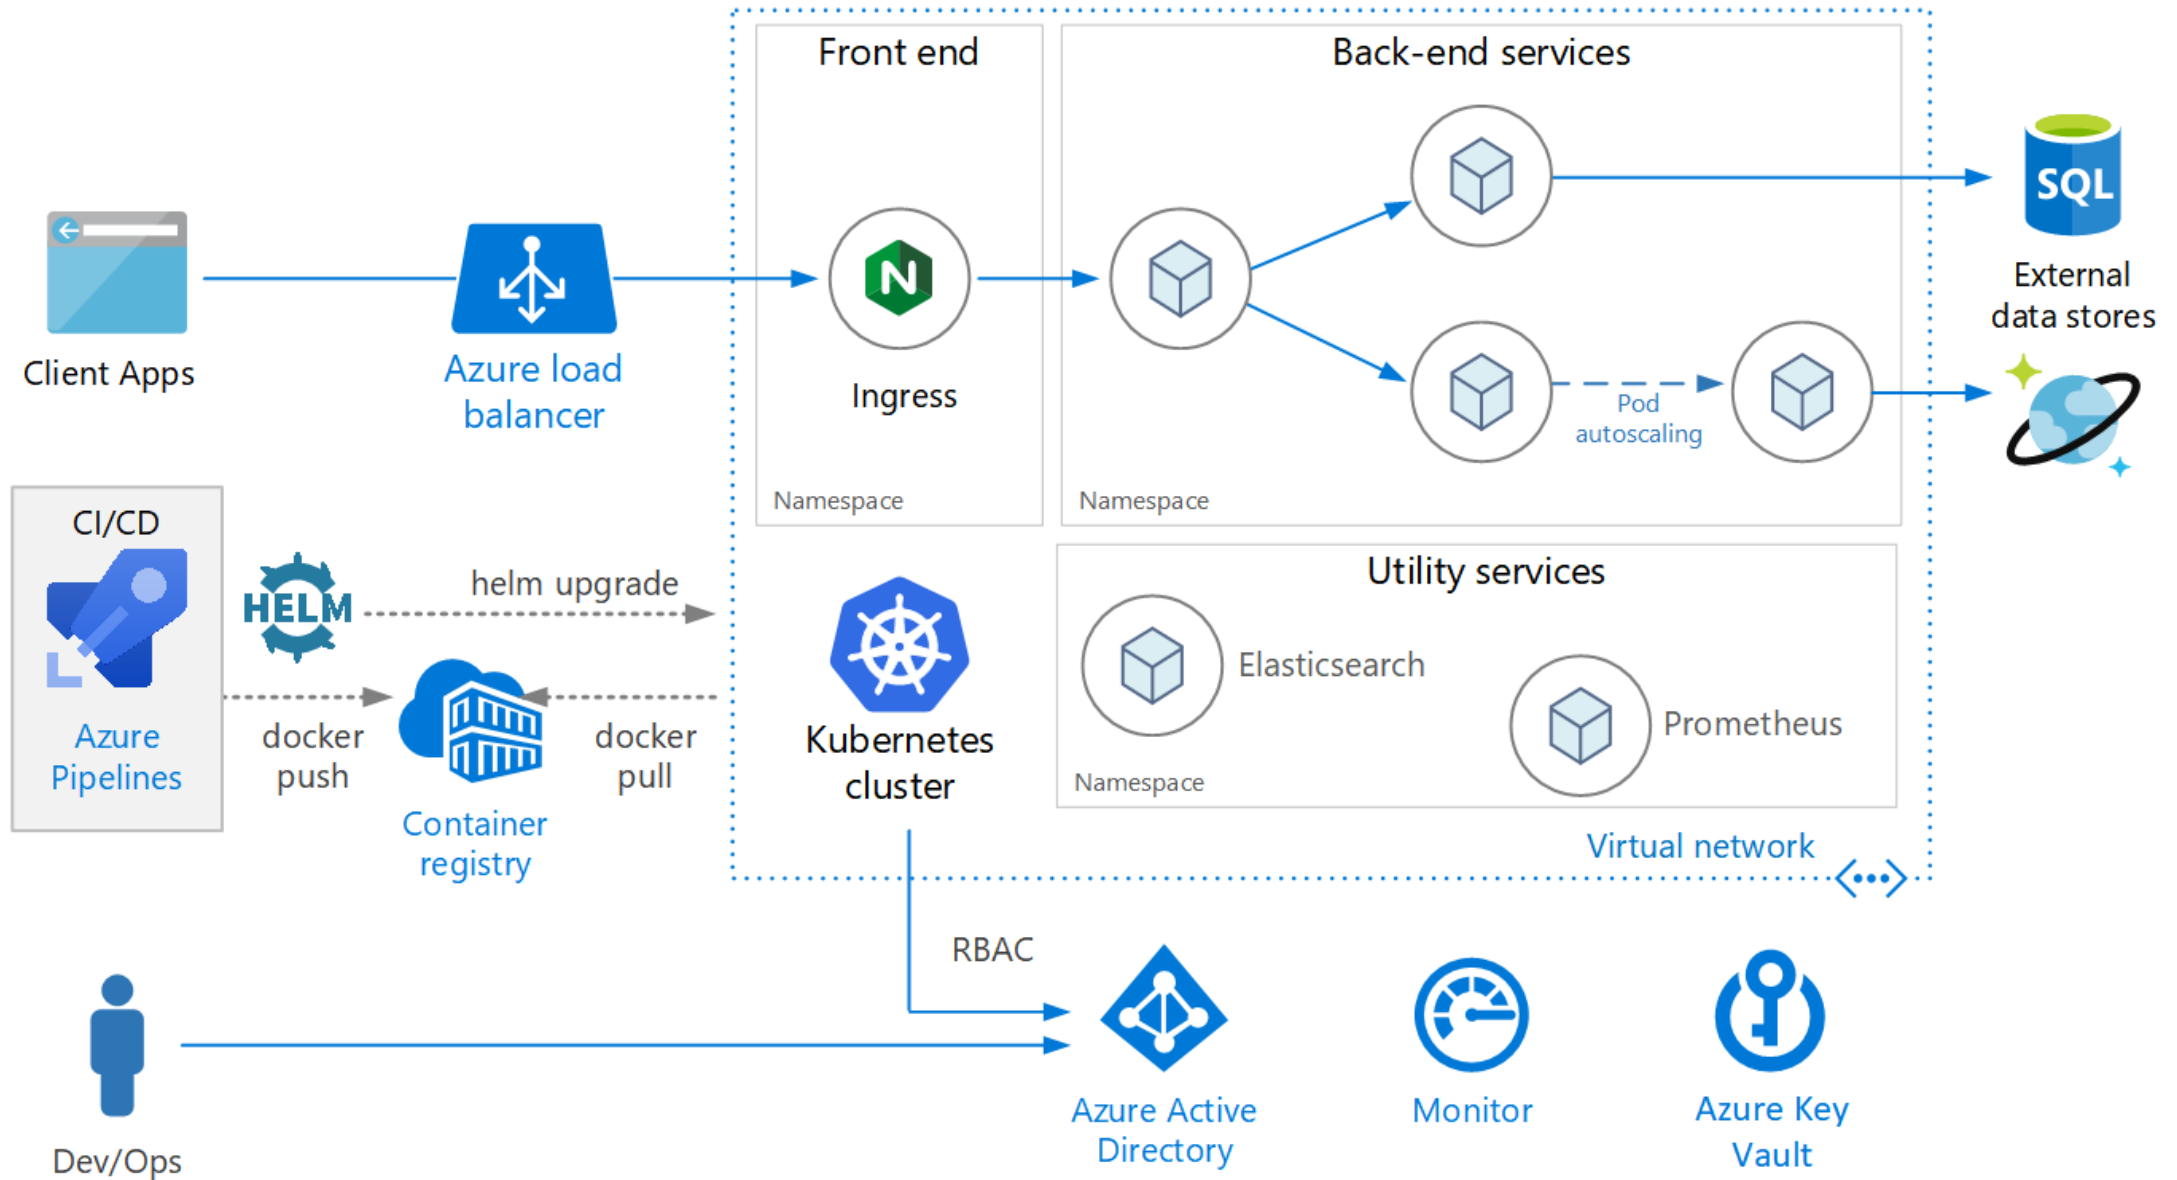 Front end
Back-end services
SQL
External
data stores
Client Apps
Azure load
balancer
Ingress
Pod
autoscaling
Namespace
Namespace
CI/CD
HELM
helm upgrade
Azure
Pipelines
docker
push
docker
pull
Container
registry
Kubernetes
cluster
Utility services
Elasticsearch
Prometheus
Namespace
Virtual network
RBAC
Dev/Ops
Azure Active
Directory
Monitor
Azure Key
Vault